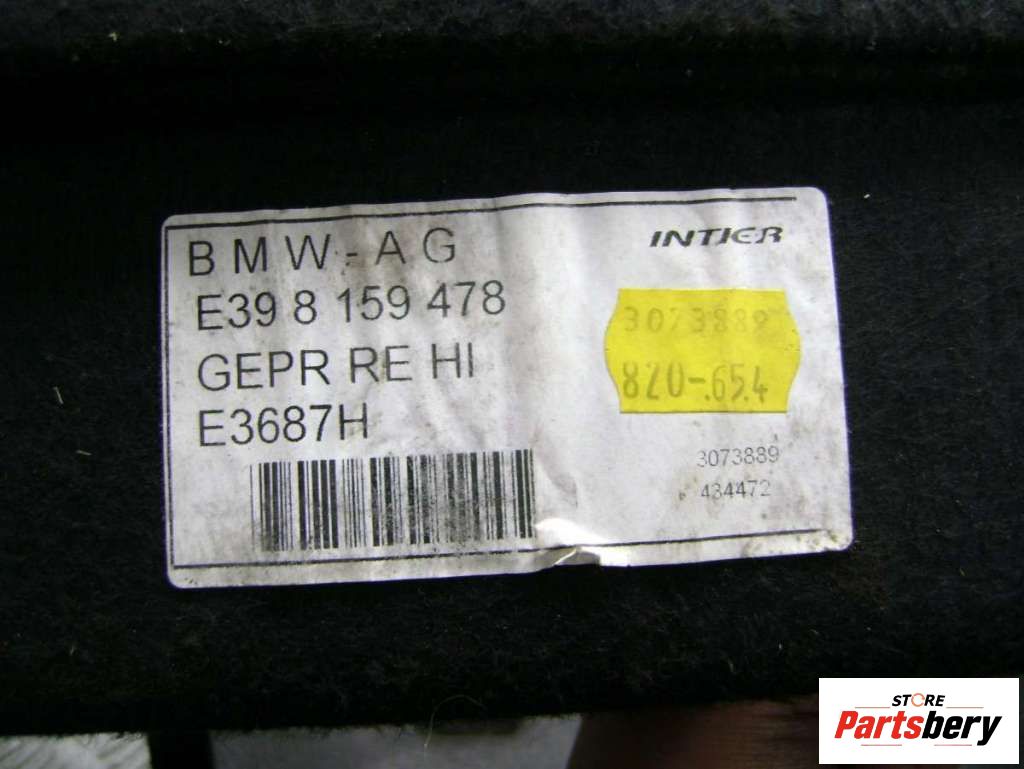 BMW-AG
INTIER
E39 8 159 478
GEPR RE HI
E3687H
3073889
820-654
3073889
434472
STORE
Partsbery